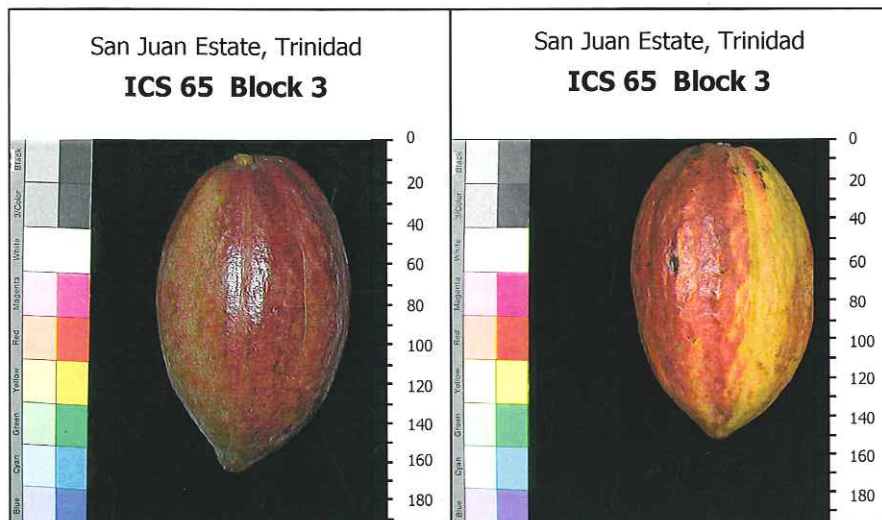 San Juan Estate, Trinidad
ICS 65 Block 3
Black
3/Color
White
Magenta
Red
Yellow
Green
Cyan
Blue
0
20
40
60
80
100
120
140
160
180
San Juan Estate, Trinidad
ICS 65 Block 3
Black
3/Color
White
Magenta
Red
Yellow
Green
Cyan
Blue
0
20
40
60
80
100
120
140
160
180